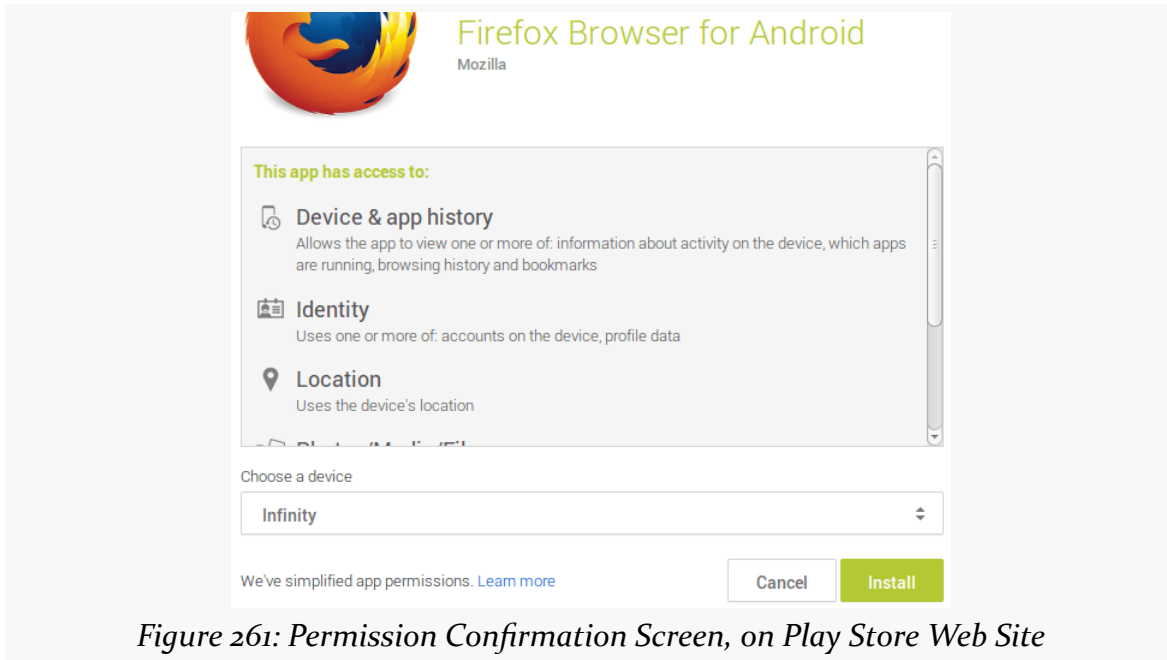 Firefox Browser for Android
Mozilla
This app has access to:
Device & app history
Allows the app to view one or more of: information about activity on the device, which apps
are running, browsing history and bookmarks
Identity
Uses one or more of: accounts on the device, profile data
Location
Uses the device's location
Photos/Media/Files
Choose a device
Infinity
We've simplified app permissions. Learn more
Cancel
Install
Figure 261: Permission Confirmation Screen, on Play Store Web Site